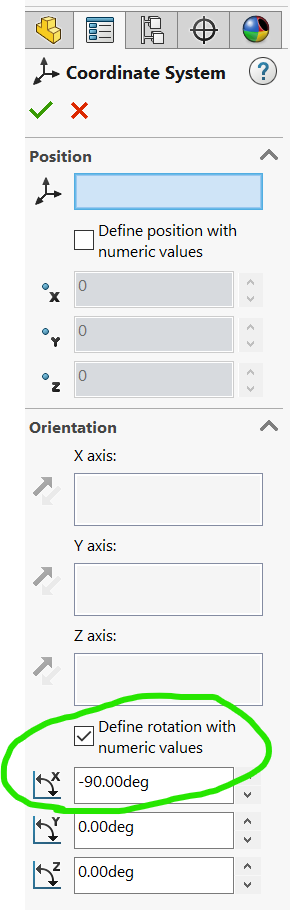 Coordinate System
?
Position
Define position with
numeric values
X
0
Y
0
Z
0
Orientation
X axis:
Y axis:
Z axis:
Define rotation with
numeric values
X
-90.00deg
Y
0.00deg
Z
0.00deg